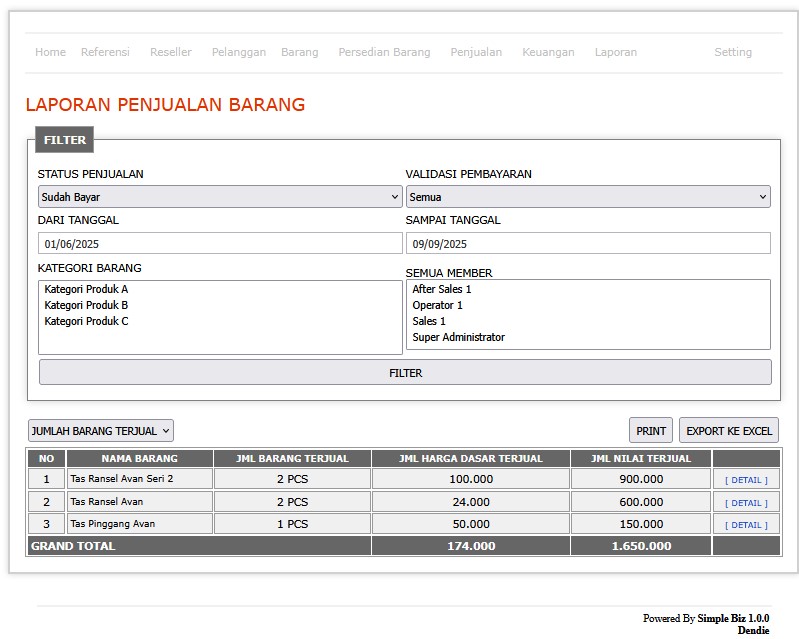 Home Referensi Reseller Pelanggan Barang Persedian Barang Penjualan Keuangan Laporan Setting
LAPORAN PENJUALAN BARANG
FILTER
STATUS PENJUALAN VALIDASI PEMBAYARAN
Sudah Bayar Semua
DARI TANGGAL SAMPAI TANGGAL
01/06/2025 09/09/2025
KATEGORI BARANG SEMUA MEMBER
Kategori Produk A After Sales 1
Kategori Produk B Operator 1
Kategori Produk C Sales 1
Super Administrator
FILTER
JUMLAH BARANG TERJUAL PRINT EXPORT KE EXCEL
NO NAMA BARANG JML BARANG TERJUAL JML HARGA DASAR TERJUAL JML NILAI TERJUAL
1 Tas Ransel Avan Seri 2 2 PCS 100.000 900.000 [ DETAIL ]
2 Tas Ransel Avan 2 PCS 24.000 600.000 [ DETAIL ]
3 Tas Pinggang Avan 1 PCS 50.000 150.000 [ DETAIL ]
GRAND TOTAL 174.000 1.650.000
Powered By Simple Biz 1.0.0
Dendie